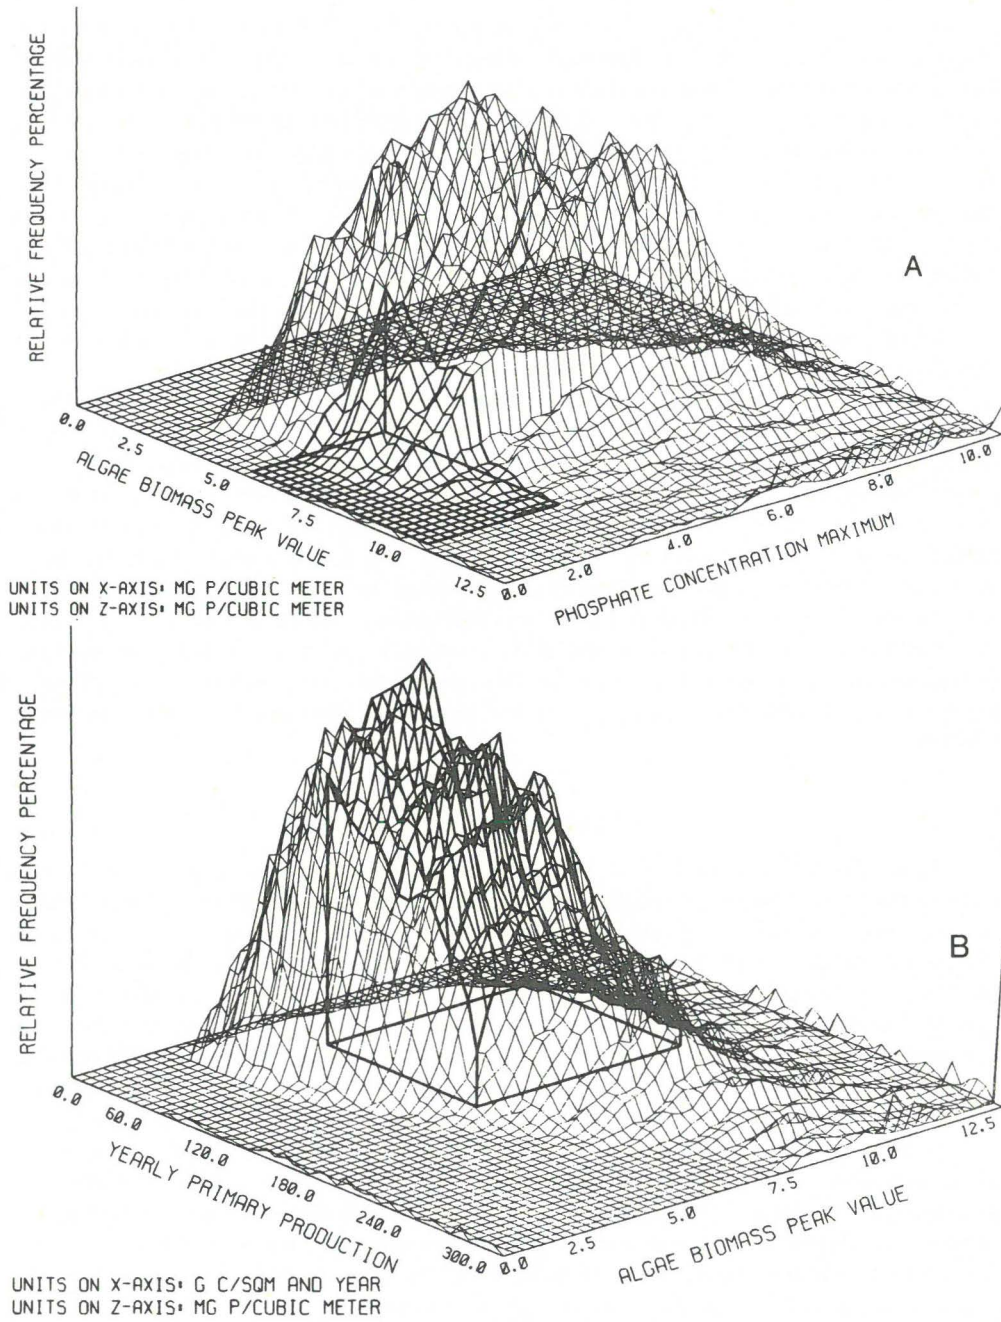 RELATIVE FREQUENCY PERCENTAGE
A
0.0
2.5
5.0
7.5
10.0
12.5
ALGAE BIOMASS PEAK VALUE
0.0
2.0
4.0
6.0
8.0
10.0
PHOSPHATE CONCENTRATION MAXIMUM
UNITS ON X-AXIS: MG P/CUBIC METER
UNITS ON Z-AXIS: MG P/CUBIC METER
RELATIVE FREQUENCY PERCENTAGE
B
0.0
60.0
120.0
180.0
240.0
300.0
YEARLY PRIMARY PRODUCTION
0.0
2.5
5.0
7.5
10.0
12.5
ALGAE BIOMASS PEAK VALUE
UNITS ON X-AXIS: G C/SQM AND YEAR
UNITS ON Z-AXIS: MG P/CUBIC METER